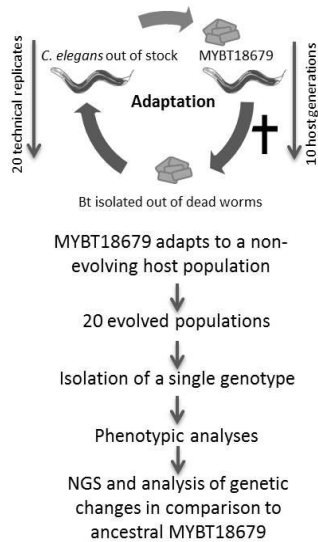 C. elegans out of stock
MYBT18679
20 technical replicates
Adaptation
10 host generations
Bt isolated out of dead worms
MYBT18679 adapts to a non-
evolving host population
20 evolved populations
Isolation of a single genotype
Phenotypic analyses
NGS and analysis of genetic
changes in comparison to
ancestral MYBT18679